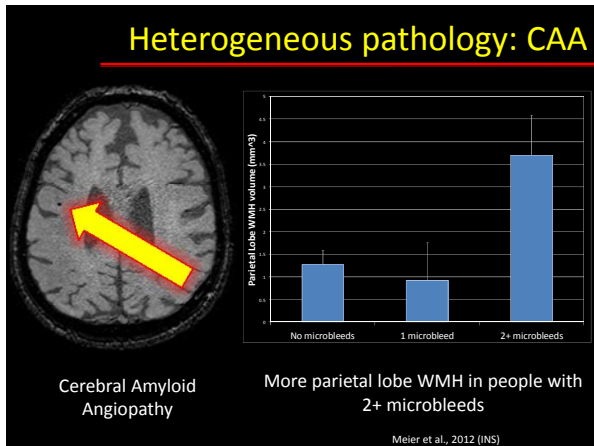 Heterogeneous pathology: CAA
Parietal Lobe WMH volume (mm^3)
5
4.5
4
3.5
3
2.5
2
1.5
1
0.5
0
No microbleeds
1 microbleed
2+ microbleeds
Cerebral Amyloid
Angiopathy
More parietal lobe WMH in people with
2+ microbleeds
Meier et al., 2012 (INS)